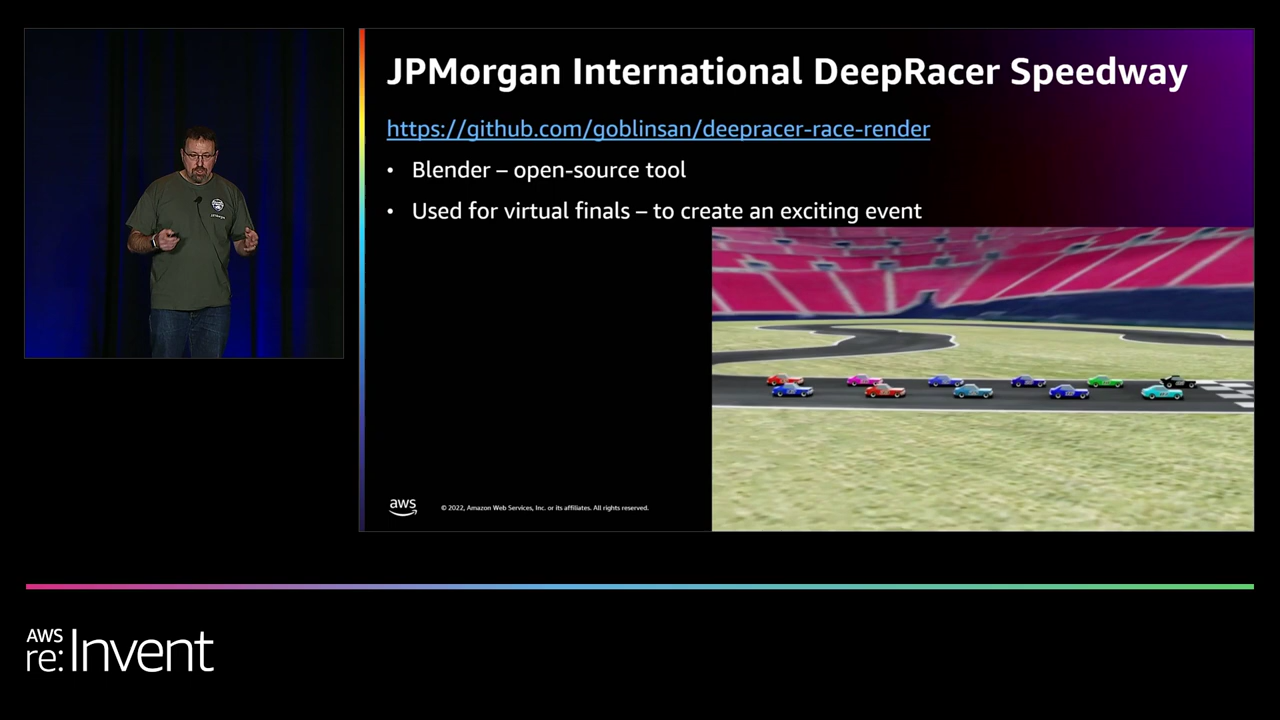 JPMorgan International DeepRacer Speedway
https://github.com/goblinsan/deepracer-race-render
• Blender – open-source tool
• Used for virtual finals – to create an exciting event
aws
© 2022, Amazon Web Services, Inc. or its affiliates. All rights reserved.
AWS
re:Invent